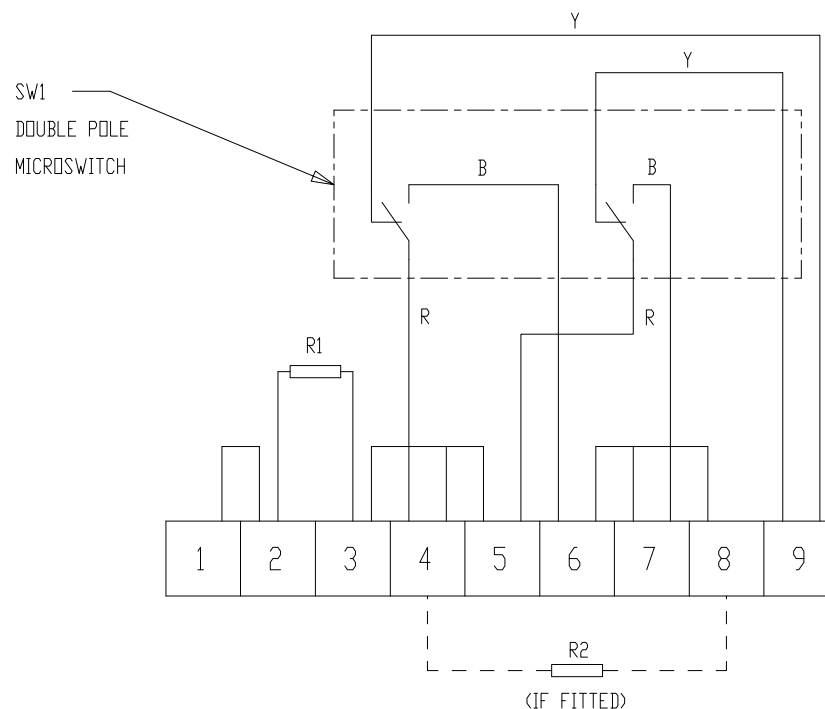 Y
Y
SW1
DOUBLE POLE
MICROSWITCH
B
B
R
R
R1
1 2 3 4 5 6 7 8 9
R2
(IF FITTED)